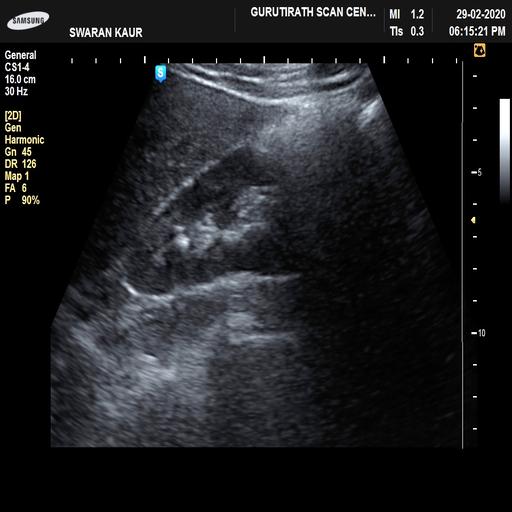 SAMSUNG
SWARAN KAUR
GURUTIRATH SCAN CEN...
MI 1.2
TIs 0.3
29-02-2020
06:15:21 PM
General
CS1-4
16.0 cm
30 Hz
[2D]
Gen
Harmonic
Gn 45
DR 126
Map 1
FA 6
P 90%
S
5
10